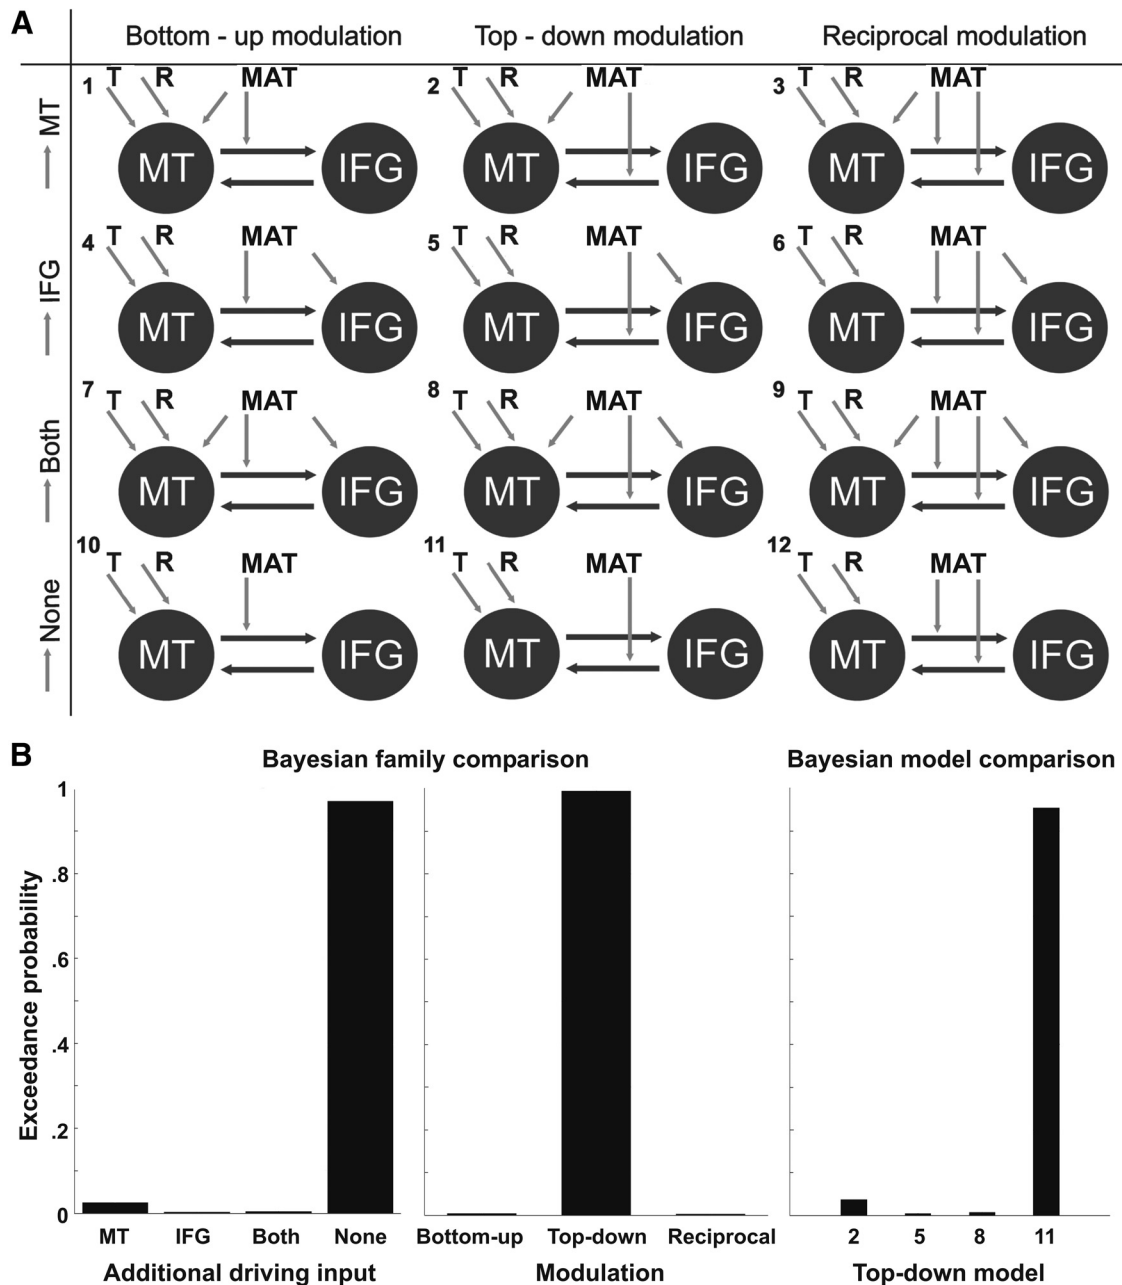 A
Bottom - up modulation Top - down modulation Reciprocal modulation
MT
1 T R MAT 2 T R MAT 3 T R MAT
MT IFG MT IFG MT IFG
IFG
4 T R MAT 5 T R MAT 6 T R MAT
MT IFG MT IFG MT IFG
Both
7 T R MAT 8 T R MAT 9 T R MAT
MT IFG MT IFG MT IFG
None
10 T R MAT 11 T R MAT 12 T R MAT
MT IFG MT IFG MT IFG
B
Bayesian family comparison Bayesian model comparison
Exceedance probability
1
.8
.6
.4
.2
0
MT IFG Both None Bottom-up Top-down Reciprocal 2 5 8 11
Additional driving input Modulation Top-down model